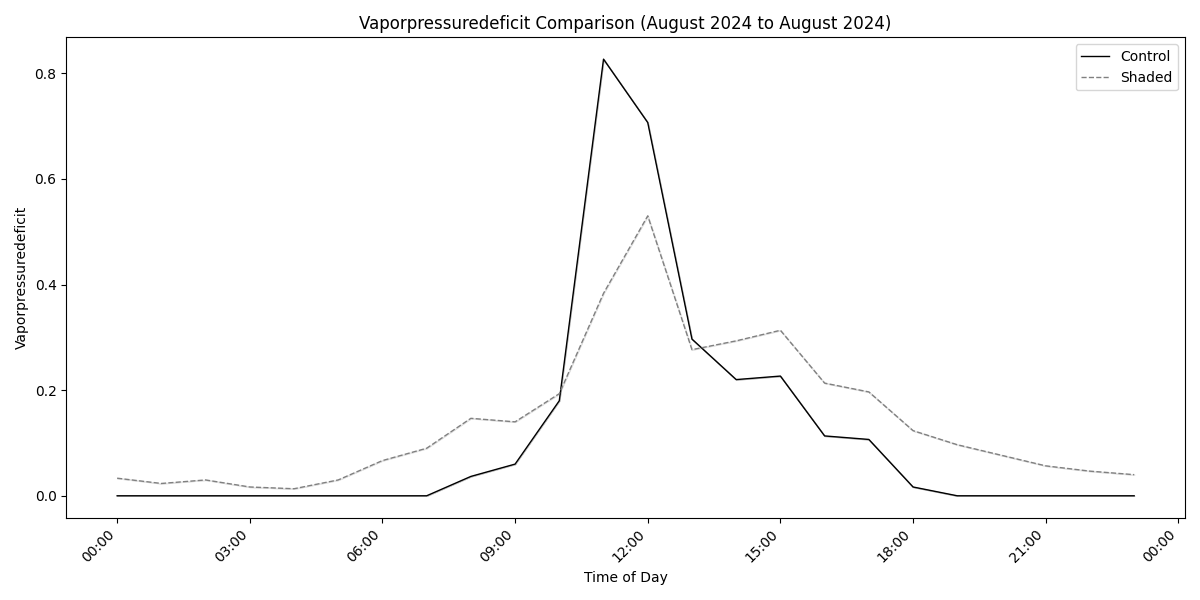 Vaporpressuredeficit Comparison (August 2024 to August 2024)
Control
Shaded
Vaporpressuredeficit
0.8
0.6
0.4
0.2
0.0
00:00
03:00
06:00
09:00
12:00
15:00
18:00
21:00
00:00
Time of Day